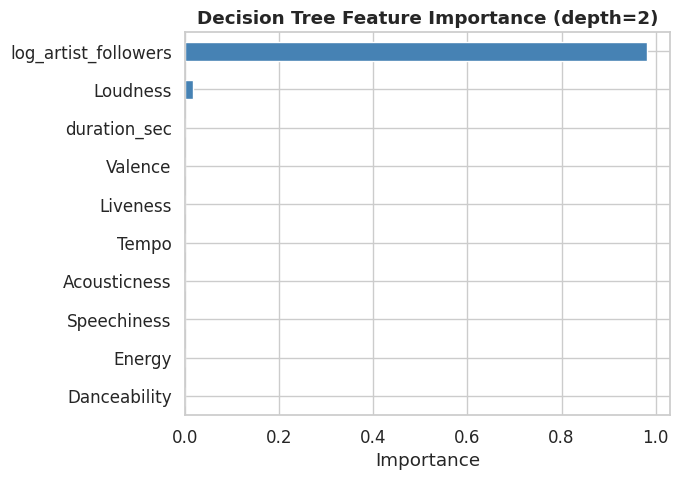 Decision Tree Feature Importance (depth=2)
log_artist_followers
Loudness
duration_sec
Valence
Liveness
Tempo
Acousticness
Speechiness
Energy
Danceability
0.0 0.2 0.4 0.6 0.8 1.0
Importance